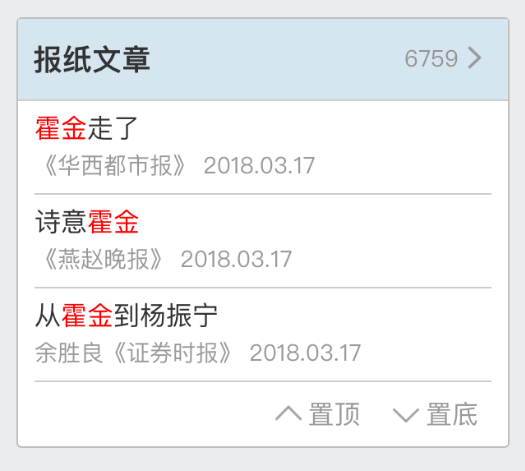 报纸文章 6759
霍金走了
《华西都市报》 2018.03.17
诗意霍金
《燕赵晚报》 2018.03.17
从霍金到杨振宁
余胜良《证券时报》 2018.03.17
置顶 置底